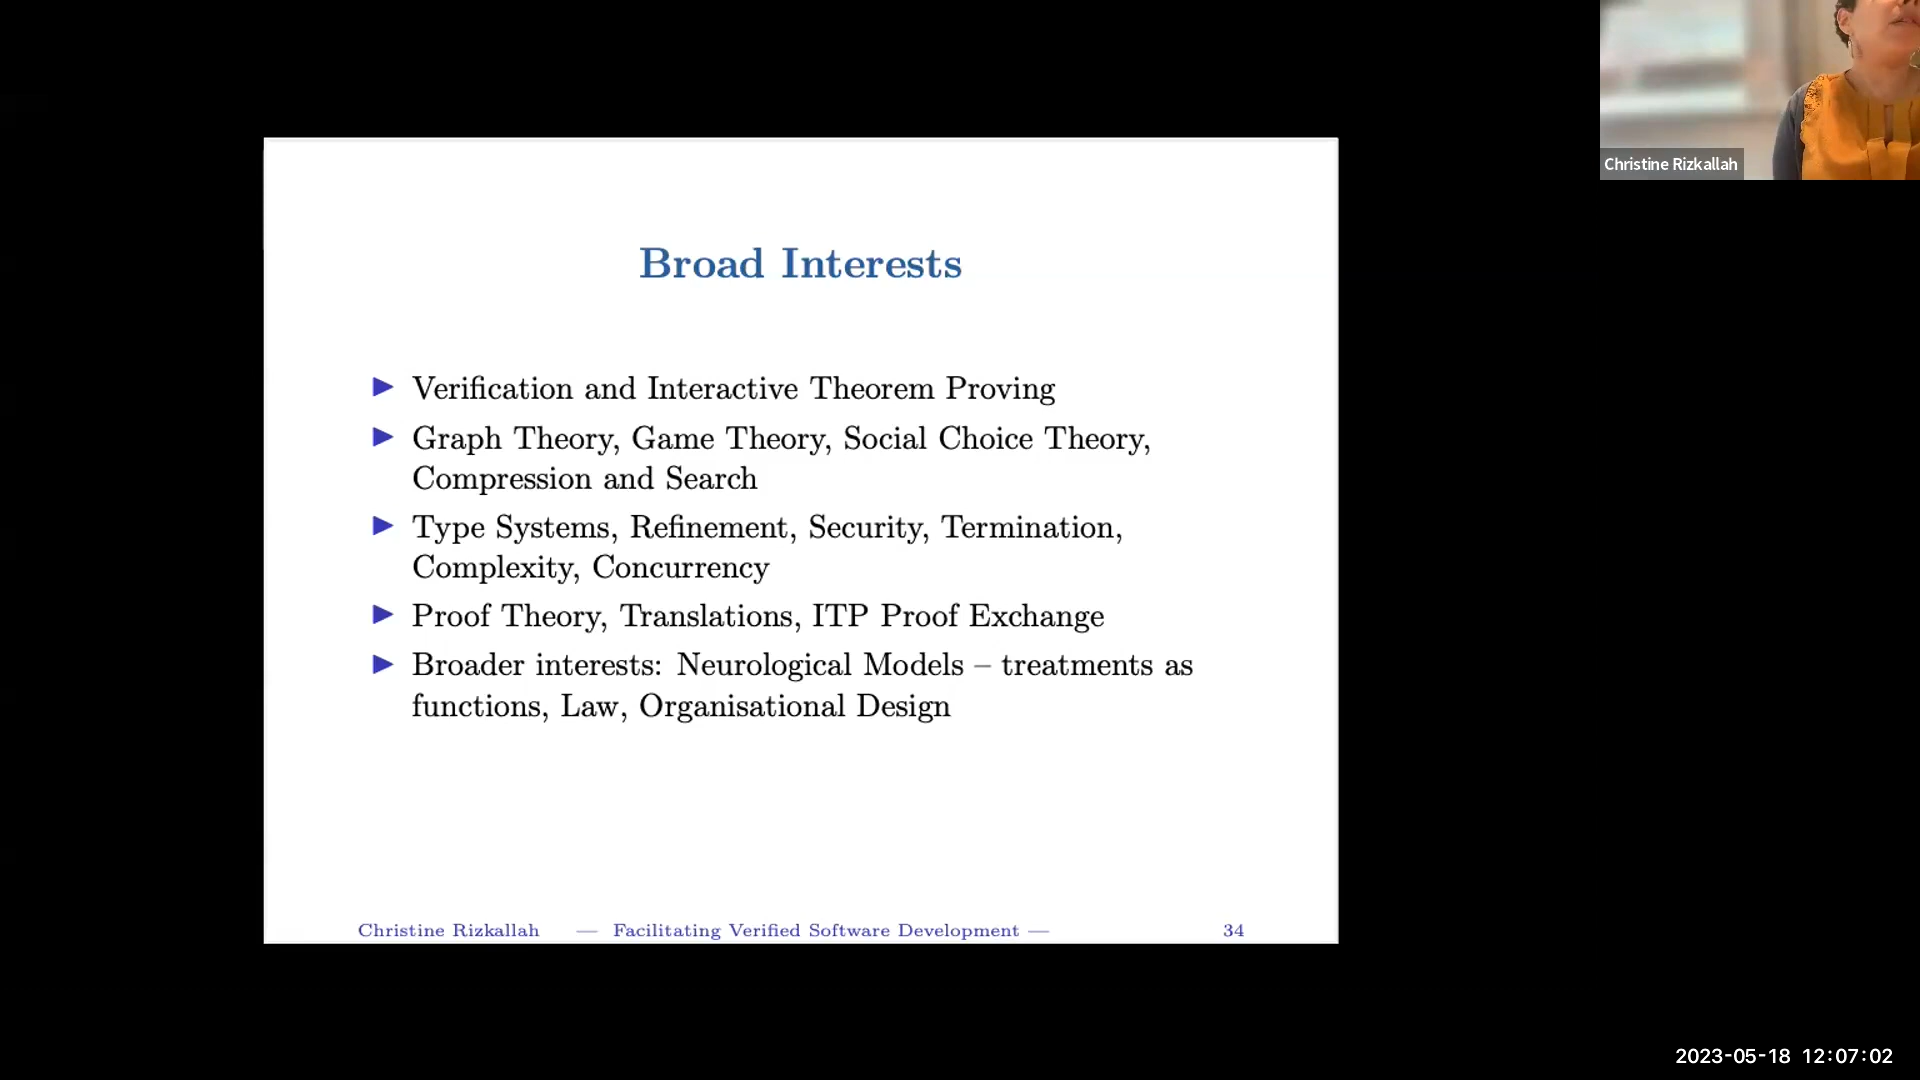 Christine Rizkallah
Broad Interests
▶ Verification and Interactive Theorem Proving
▶ Graph Theory, Game Theory, Social Choice Theory,
Compression and Search
▶ Type Systems, Refinement, Security, Termination,
Complexity, Concurrency
▶ Proof Theory, Translations, ITP Proof Exchange
▶ Broader interests: Neurological Models – treatments as
functions, Law, Organisational Design
Christine Rizkallah — Facilitating Verified Software Development — 34
2023-05-18 12:07:02